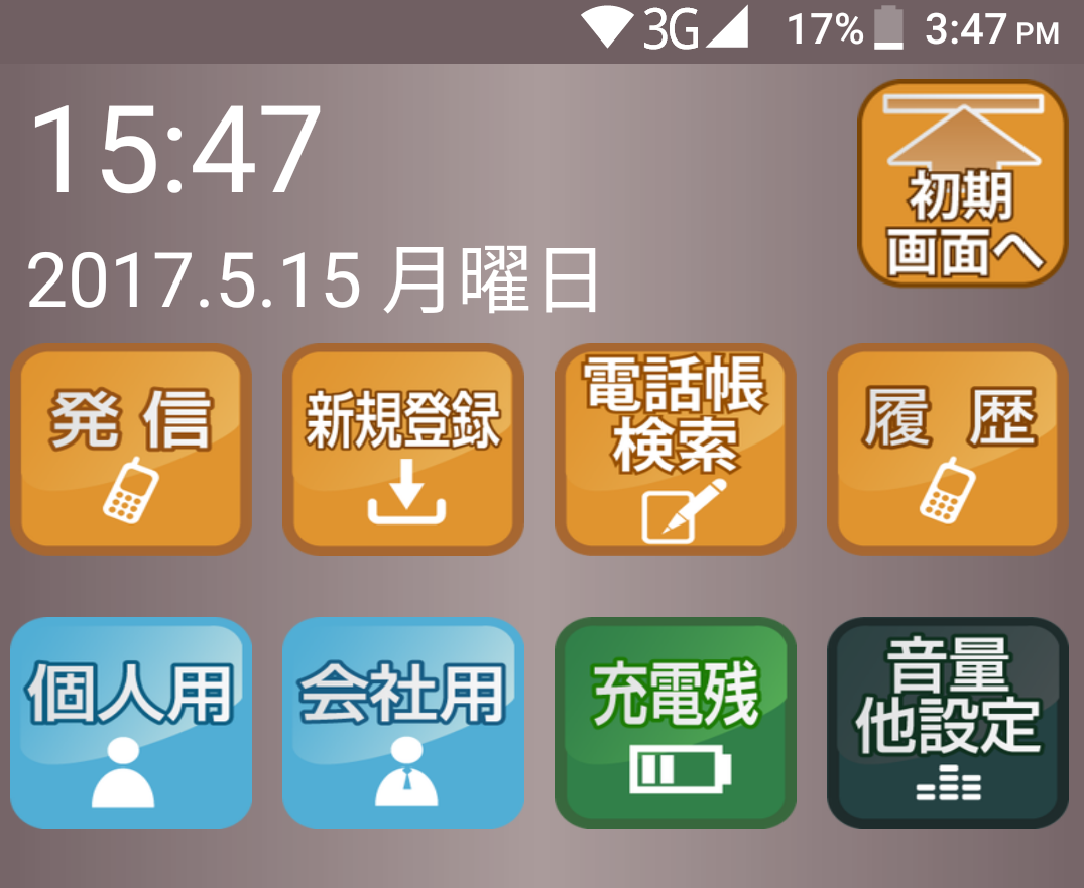 3G 17% 3:47 PM
15:47
2017.5.15 月曜日
初期
画面へ
発信
新規登録
電話帳
検索
履歴
個人用
会社用
充電残
音量
他設定